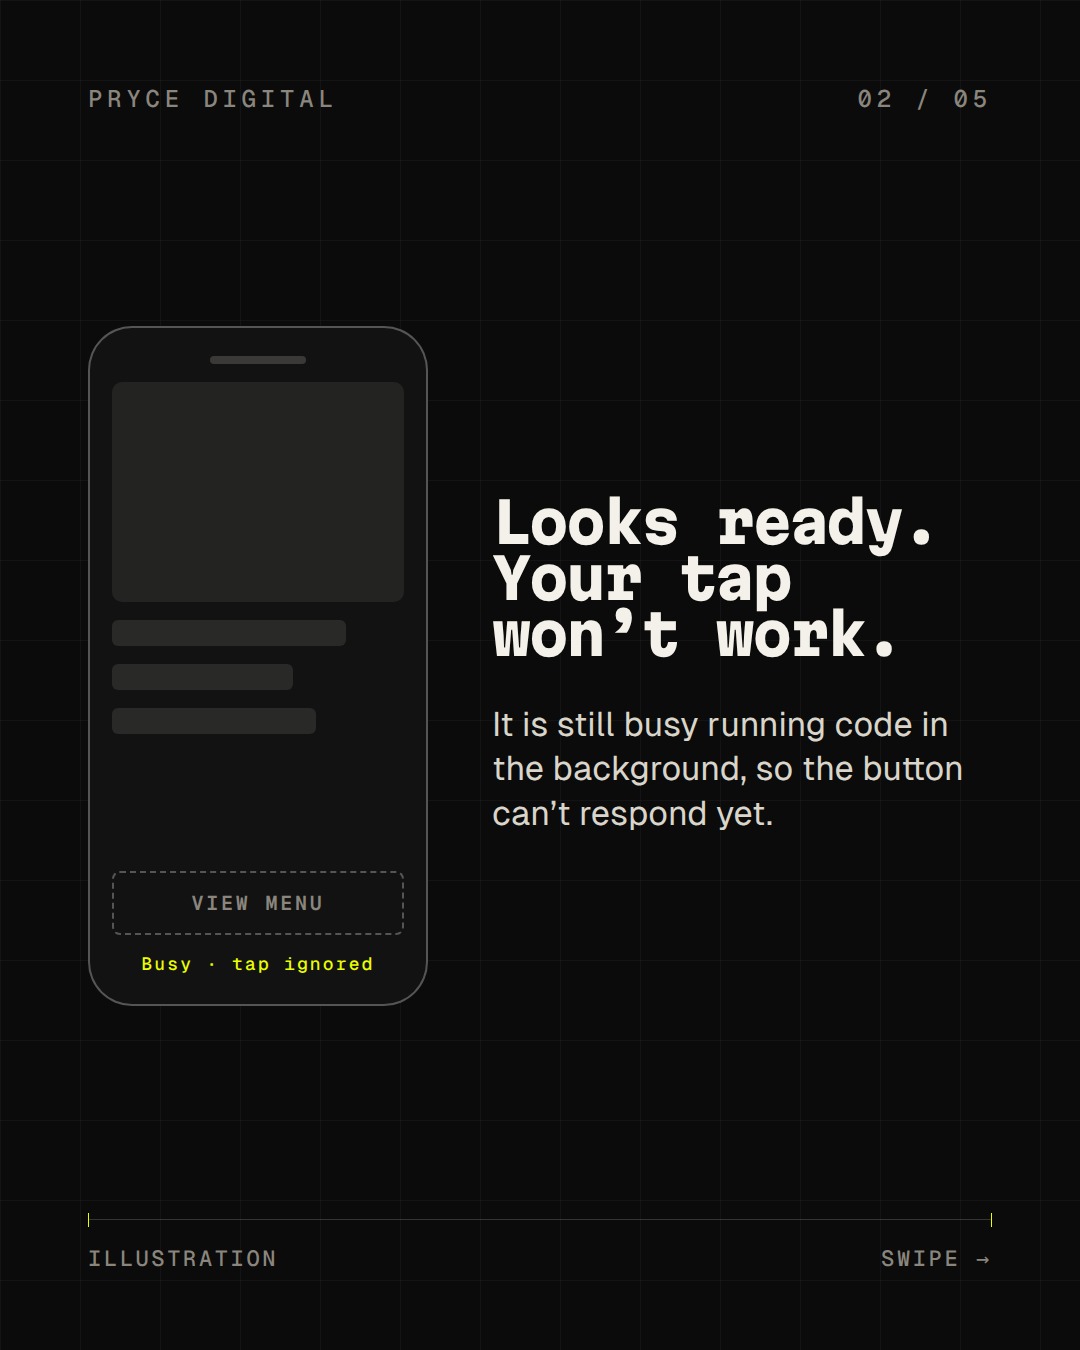 PRYCE DIGITAL
02 / 05
Looks ready.
Your tap
won’t work.
It is still busy running code in
the background, so the button
can’t respond yet.
VIEW MENU
Busy · tap ignored
ILLUSTRATION
SWIPE →